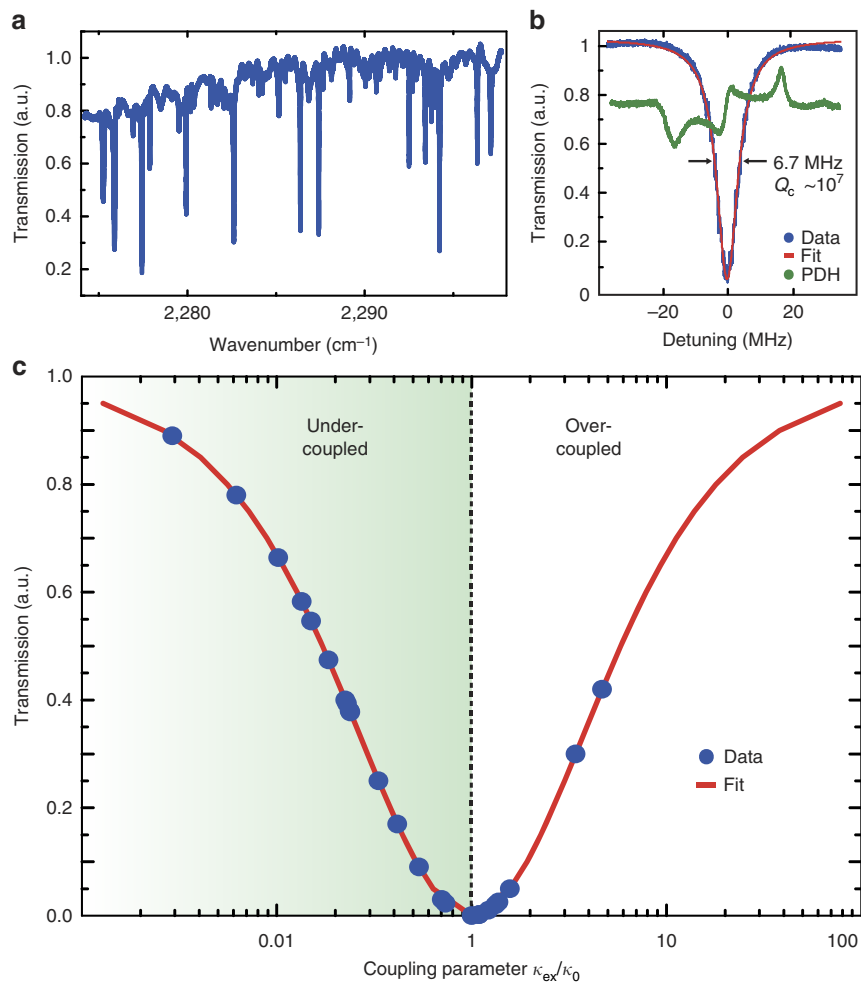 a
1.0
0.8
0.6
0.4
0.2
Transmission (a.u.)
2,280
2,290
Wavenumber (cm⁻¹)
b
1
0.8
0.6
0.4
0.2
0
Transmission (a.u.)
6.7 MHz
Q_c ~10⁷
Data
Fit
PDH
−20
0
20
Detuning (MHz)
c
1.0
0.8
0.6
0.4
0.2
0.0
Transmission (a.u.)
Under-
coupled
Over-
coupled
Data
Fit
0.01
1
10
100
Coupling parameter κ_ex/κ_0